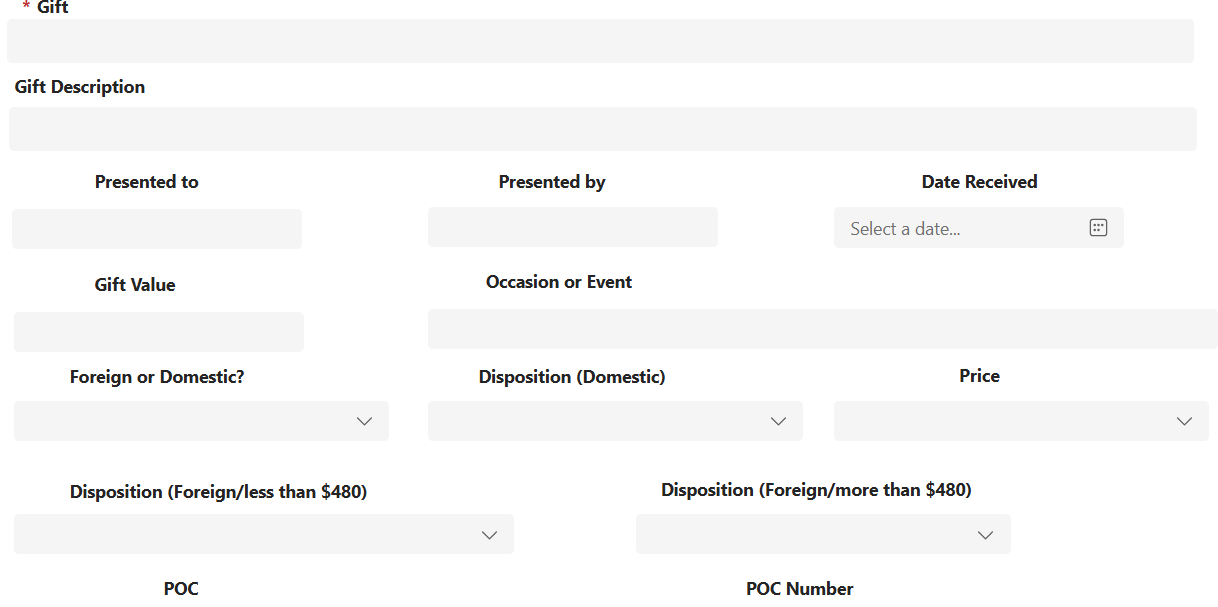 * Gift
Gift Description
Presented to
Presented by
Date Received
Select a date...
Gift Value
Occasion or Event
Foreign or Domestic?
Disposition (Domestic)
Price
Disposition (Foreign/less than $480)
Disposition (Foreign/more than $480)
POC
POC Number